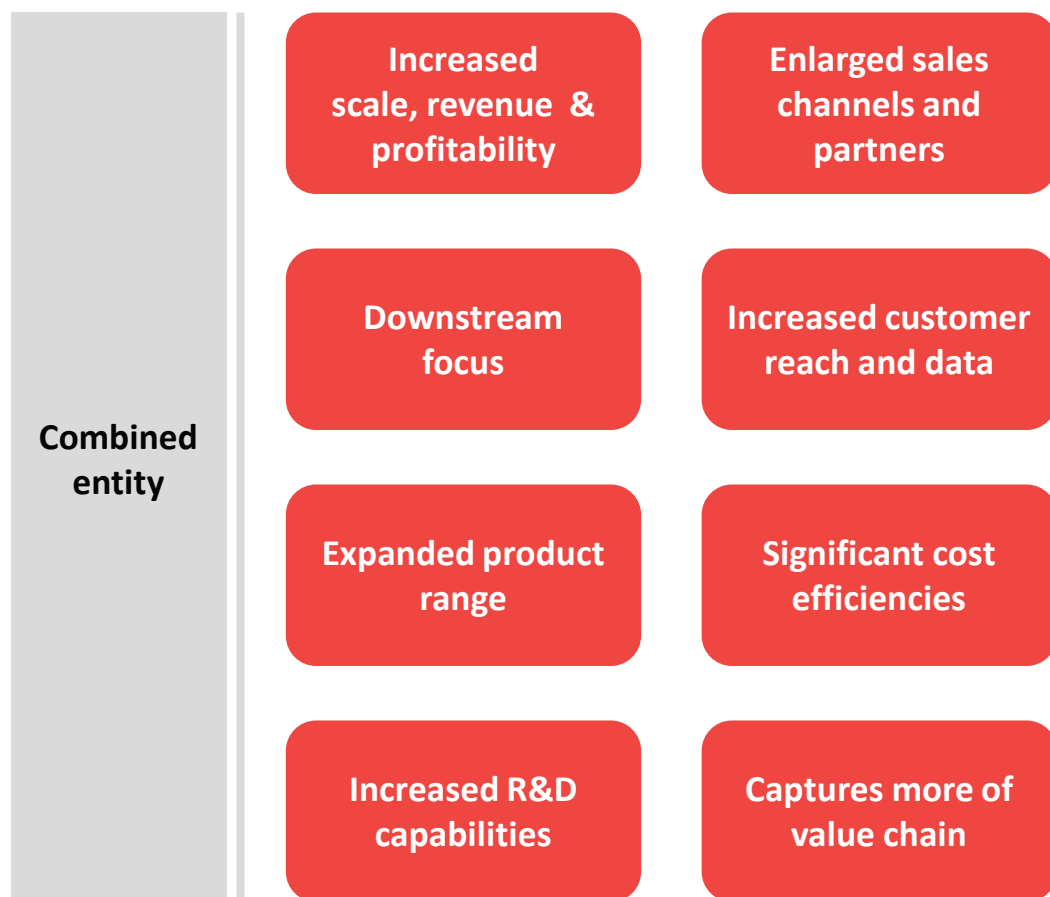 Combined
entity
Increased
scale, revenue & 
profitability
Enlarged sales
channels and
partners
Downstream
focus
Increased customer
reach and data
Expanded product
range
Significant cost
efficiencies
Increased R&D
capabilities
Captures more of
value chain